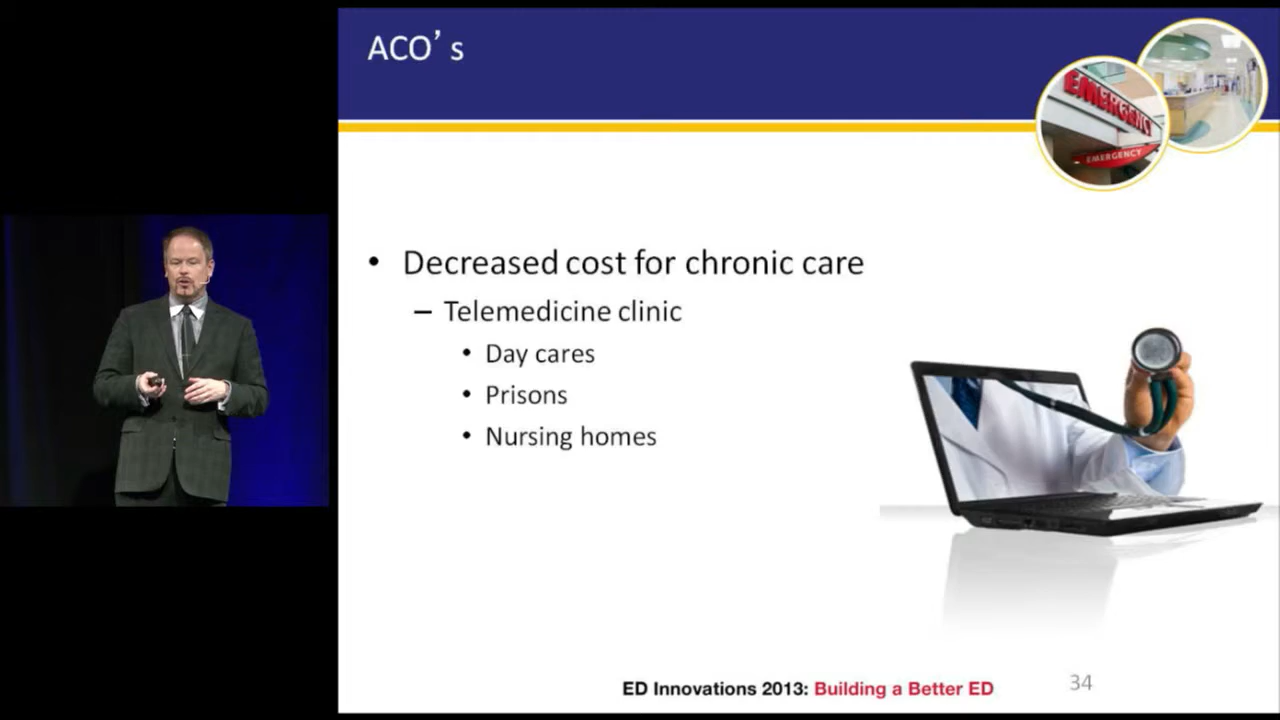 ACO’s
EMERGENC
EMERGENCY
• Decreased cost for chronic care
– Telemedicine clinic
• Day cares
• Prisons
• Nursing homes
ED Innovations 2013: Building a Better ED
34